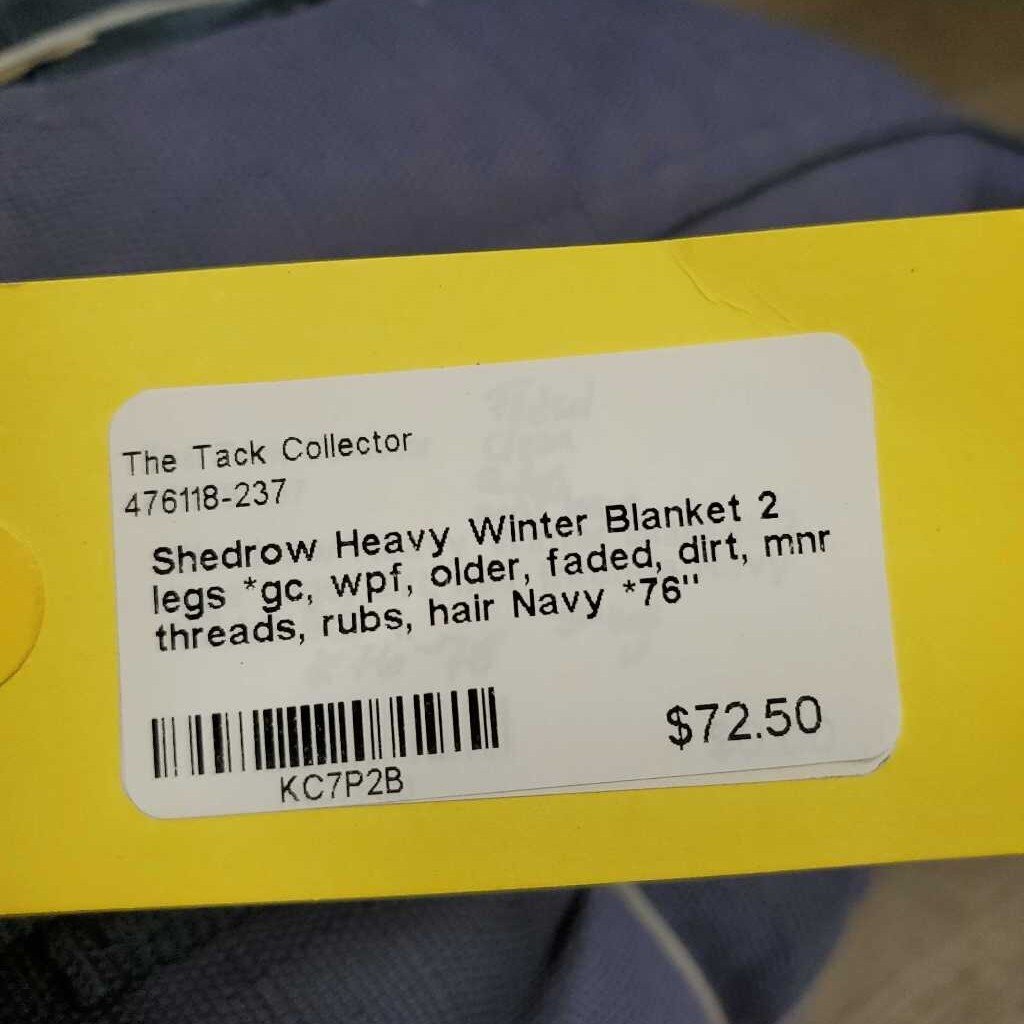 The Tack Collector
476118-237
Shedrow Heavy Winter Blanket 2
legs *gc, wpf, older, faded, dirt, mnr
threads, rubs, hair Navy *76"
KC7P2B
$72.50